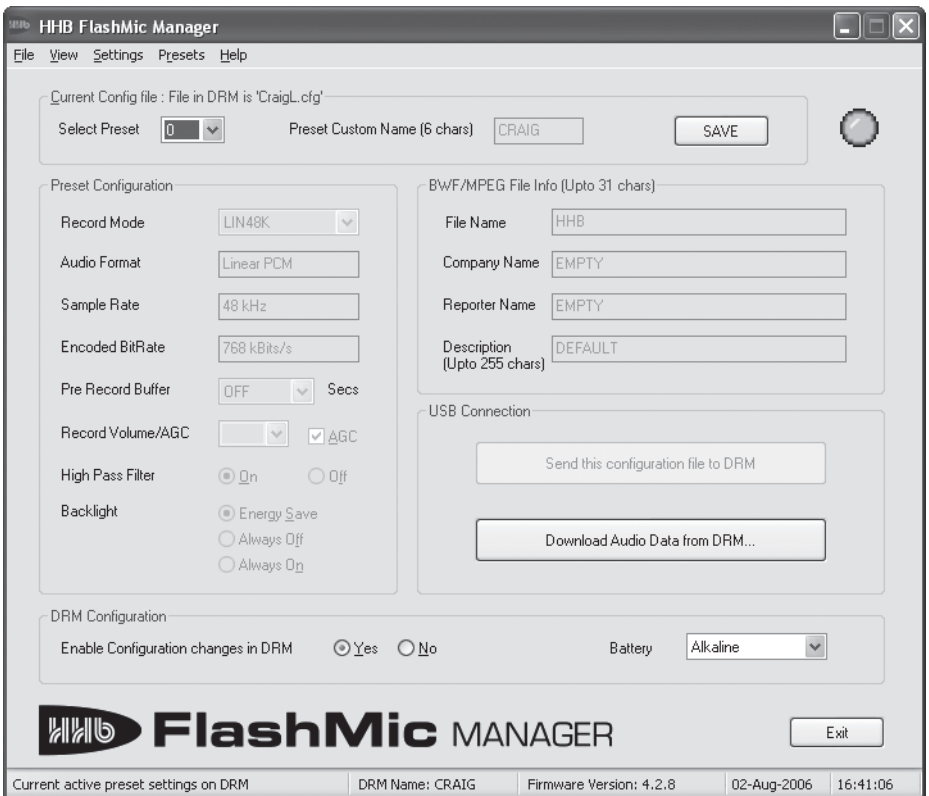 HHB FlashMic Manager
File View Settings Presets Help
Current Config file : File in DRM is 'CraigL.cfg'
Select Preset 0 Preset Custom Name (6 chars) CRAIG SAVE
Preset Configuration
Record Mode LIN48K
Audio Format Linear PCM
Sample Rate 48 kHz
Encoded BitRate 768 kBits/s
Pre Record Buffer OFF Secs
Record Volume/AGC AGC
High Pass Filter On Off
Backlight Energy Save
Always Off
Always On
BWF/MPEG File Info (Upto 31 chars)
File Name HHB
Company Name EMPTY
Reporter Name EMPTY
Description DEFAULT
(Upto 255 chars)
USB Connection
Send this configuration file to DRM
Download Audio Data from DRM...
DRM Configuration
Enable Configuration changes in DRM Yes No Battery Alkaline
HHb FlashMic MANAGER Exit
Current active preset settings on DRM DRM Name: CRAIG Firmware Version: 4.2.8 02-Aug-2006 16:41:06